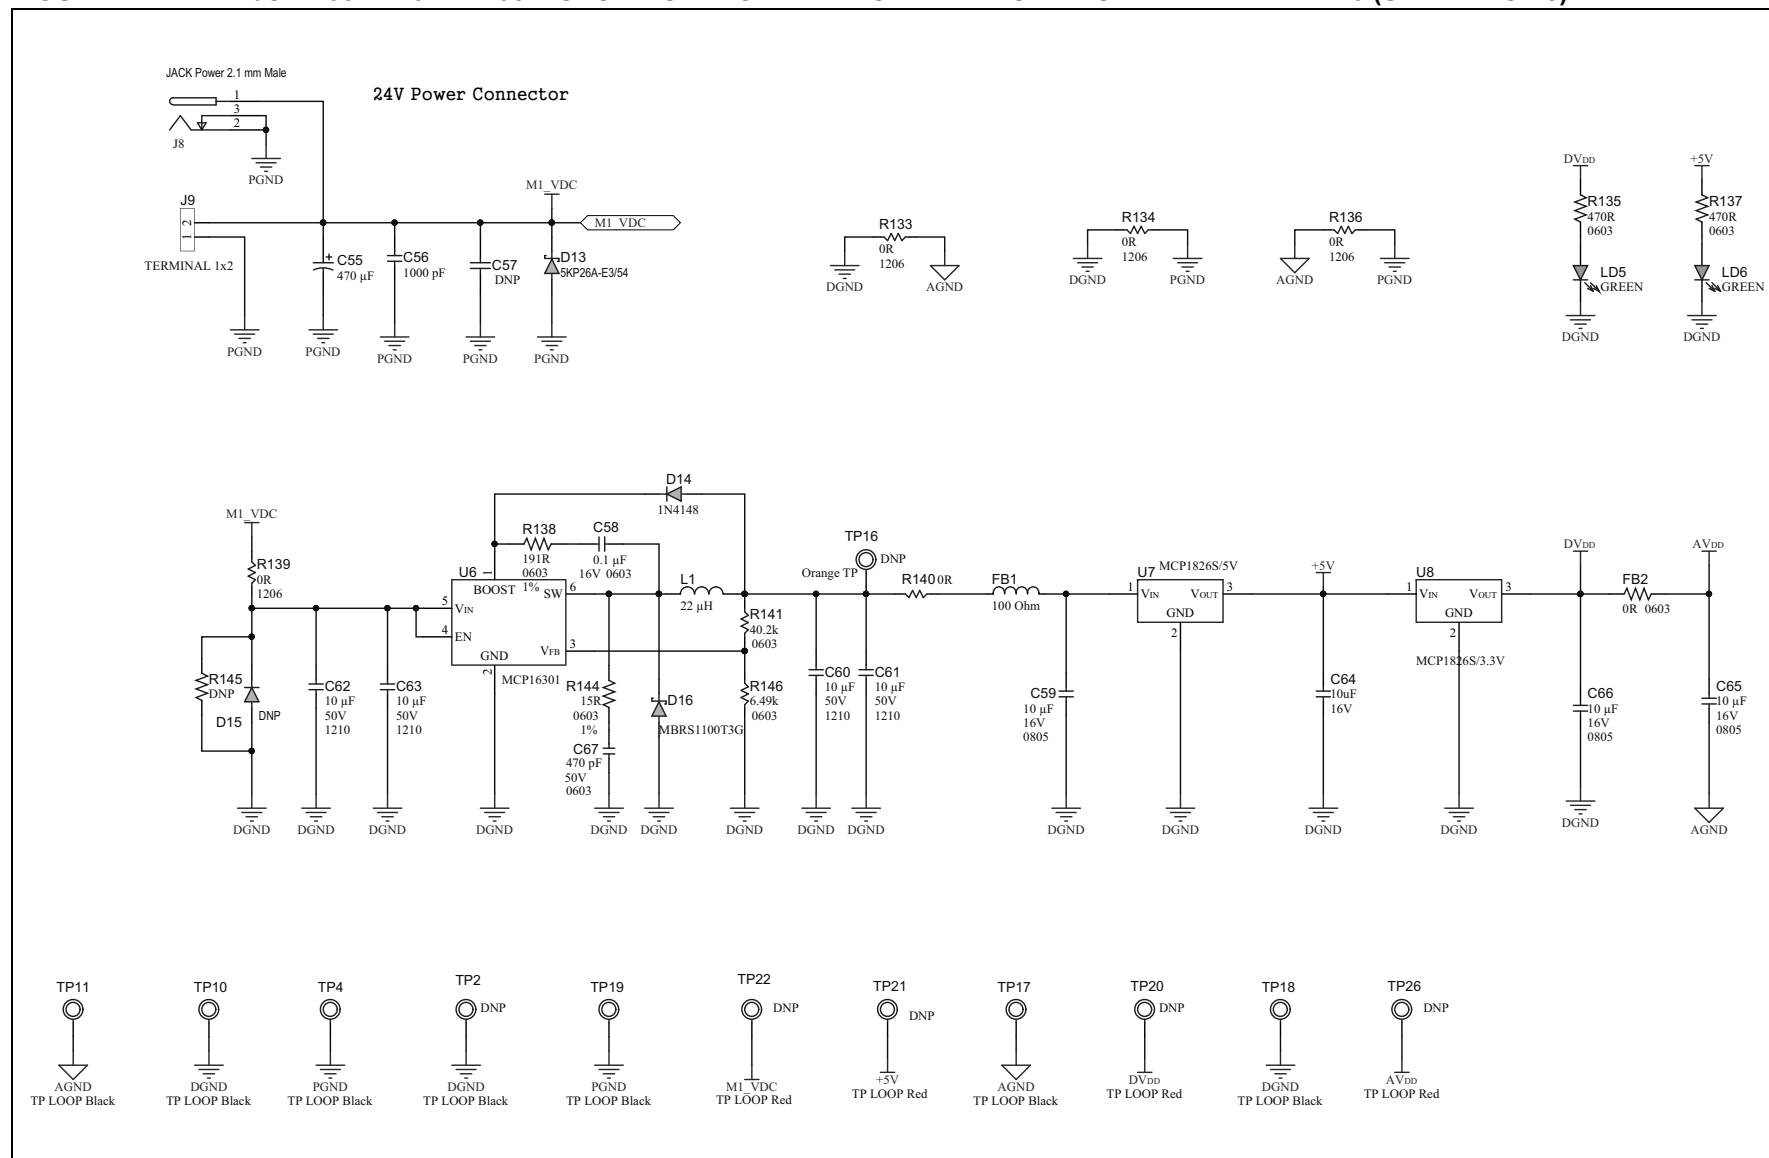 JACK Power 2.1 mm Male
24V Power Connector
1
3
2
J8
PGND
J9
2
1
TERMINAL 1x2
PGND
C55
470 µF
PGND
C56
1000 pF
PGND
C57
DNP
PGND
M1_VDC
M1_VDC
D13
5KP26A-E3/54
PGND
R133
0R
1206
DGND
AGND
R134
0R
1206
DGND
PGND
R136
0R
1206
AGND
PGND
DVDD
R135
470R
0603
LD5
GREEN
DGND
+5V
R137
470R
0603
LD6
GREEN
DGND
M1_VDC
R139
0R
1206
R145
DNP
D15
DNP
DGND
C62
10 µF
50V
1210
DGND
C63
10 µF
50V
1210
DGND
D14
1N4148
R138
191R
0603
1%
C58
0.1 µF
16V 0603
U6
1
BOOST
SW
6
5
VIN
4
EN
VFB
3
GND
2
MCP16301
DGND
L1
22 µH
R144
15R
0603
1%
C67
470 pF
50V
0603
DGND
D16
MBRS1100T3G
DGND
R141
40.2k
0603
R146
6.49k
0603
DGND
TP16
DNP
Orange TP
C60
10 µF
50V
1210
DGND
C61
10 µF
50V
1210
DGND
R140 0R
FB1
100 Ohm
C59
10 µF
16V
0805
DGND
U7
MCP1826S/5V
1
VIN
VOUT
3
GND
2
DGND
+5V
C64
10uF
16V
DGND
U8
1
VIN
VOUT
3
GND
2
MCP1826S/3.3V
DGND
DVDD
C66
10 µF
16V
0805
DGND
FB2
0R 0603
AVDD
C65
10 µF
16V
0805
AGND
TP11
AGND
TP LOOP Black
TP10
DGND
TP LOOP Black
TP4
PGND
TP LOOP Black
TP2
DNP
DGND
TP LOOP Black
TP19
PGND
TP LOOP Black
TP22
DNP
M1_VDC
TP LOOP Red
TP21
DNP
+5V
TP LOOP Red
TP17
DNP
AGND
TP LOOP Black
TP20
DNP
DVDD
TP LOOP Red
TP18
DNP
DGND
TP LOOP Black
TP26
DNP
AVDD
TP LOOP Red